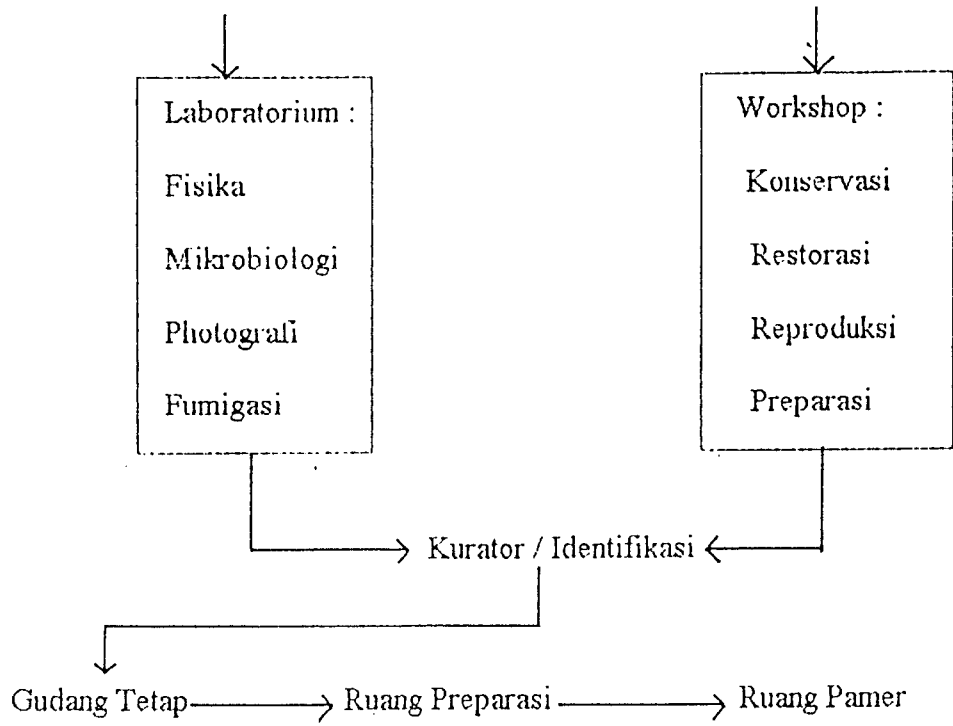 Laboratorium :
Fisika
Mikrobiologi
Photografi
Fumigasi
Workshop :
Konservasi
Restorasi
Reproduksi
Preparasi
Kurator / Identifikasi
Gudang Tetap
Ruang Preparasi
Ruang Pamer